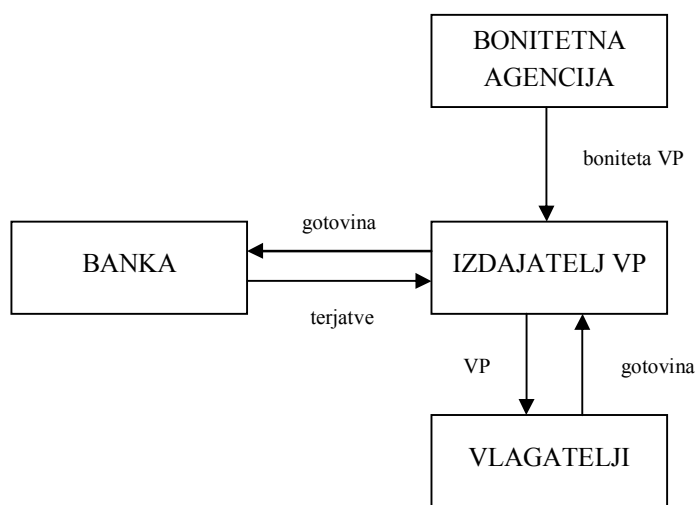 BONITETNA
AGENCIJA
boniteta VP
gotovina
BANKA
IZDAJATELJ VP
terjatve
VP
gotovina
VLAGATELJI